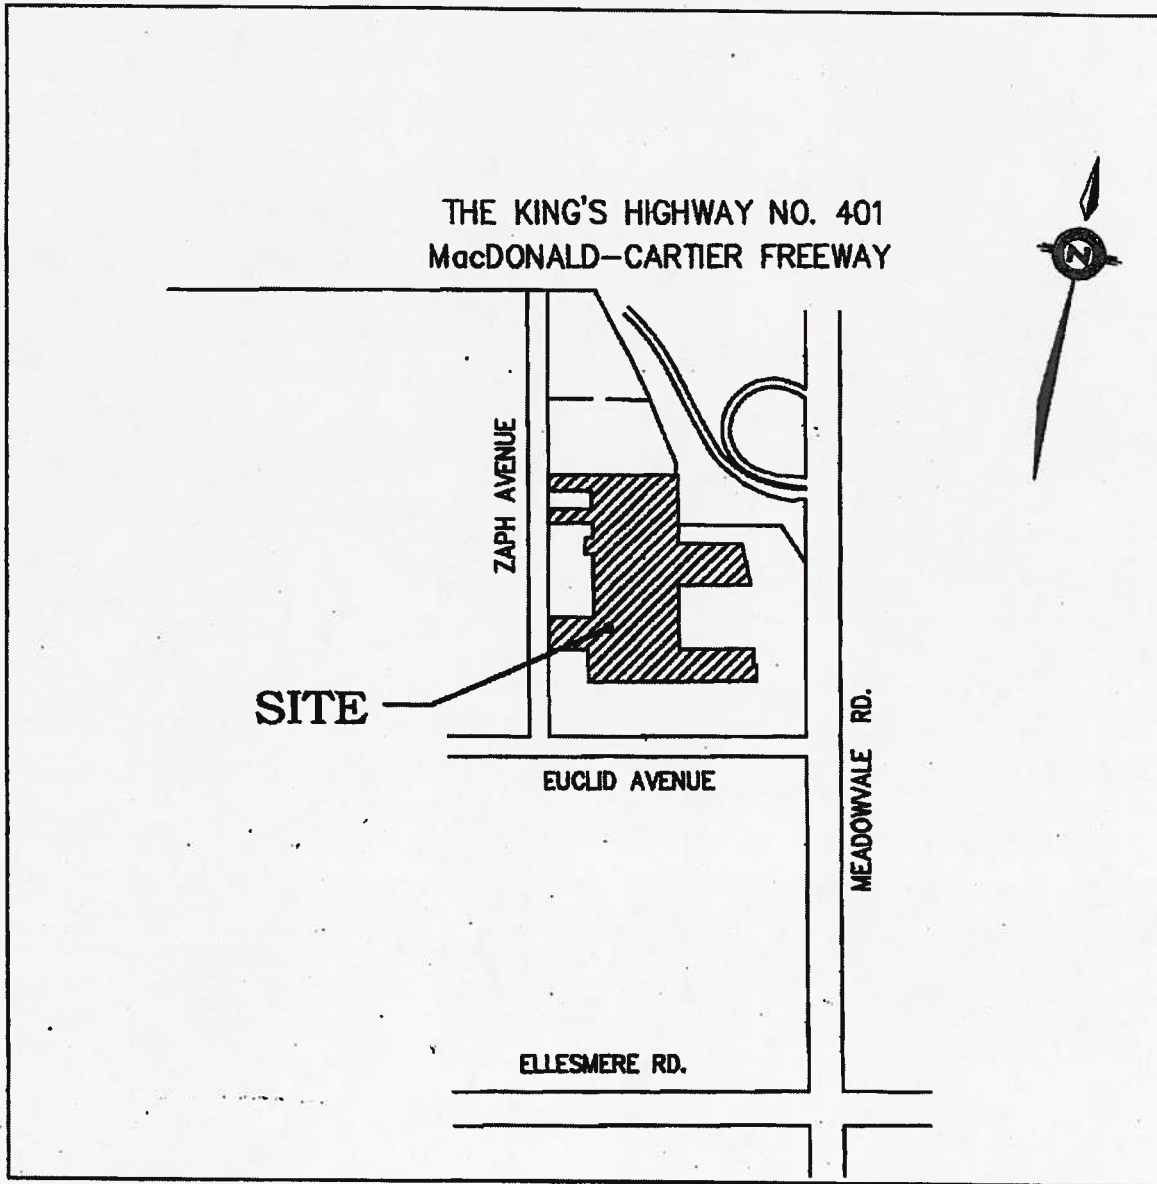 THE KING'S HIGHWAY NO. 401
MacDONALD-CARTIER FREEWAY
N
ZAPH AVENUE
SITE
EUCLID AVENUE
MEADOWVALE RD.
ELLESMERE RD.